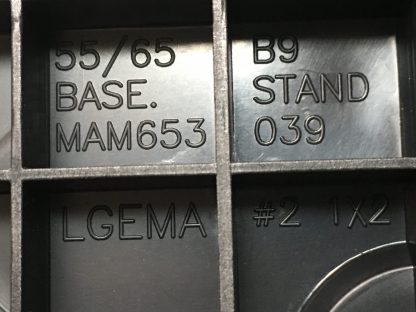 55/65
BASE.
MAM653
B9
STAND
039
LGEMA
#2 1X2